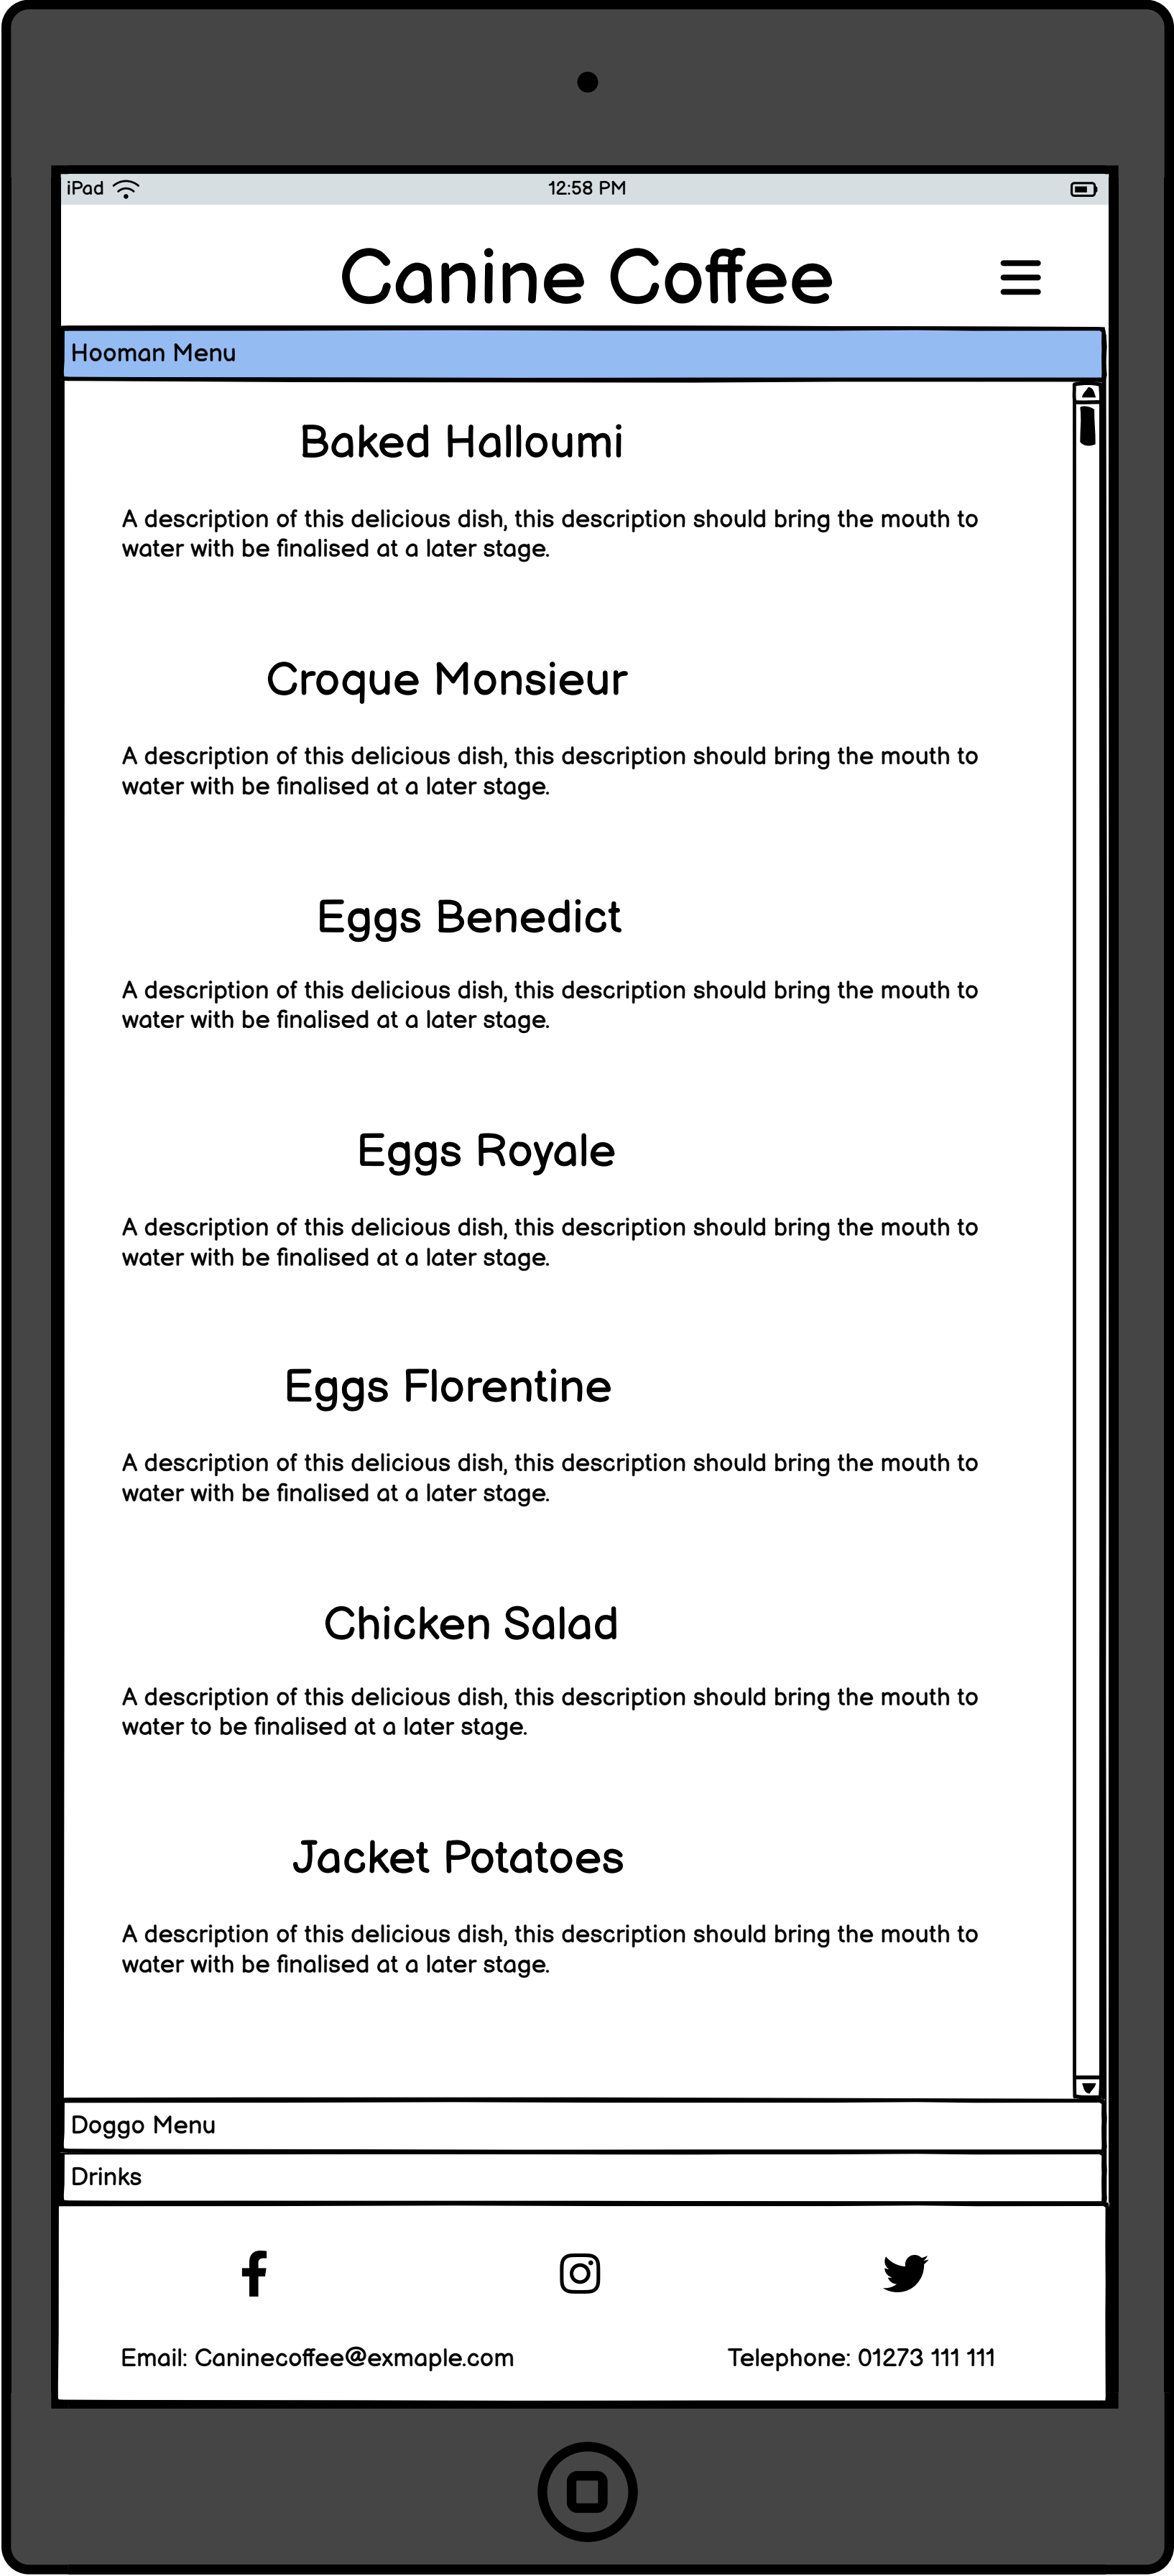 iPad
12:58 PM
Canine Coffee
Hooman Menu
Baked Halloumi
A description of this delicious dish, this description should bring the mouth to
water with be finalised at a later stage.
Croque Monsieur
A description of this delicious dish, this description should bring the mouth to
water with be finalised at a later stage.
Eggs Benedict
A description of this delicious dish, this description should bring the mouth to
water with be finalised at a later stage.
Eggs Royale
A description of this delicious dish, this description should bring the mouth to
water with be finalised at a later stage.
Eggs Florentine
A description of this delicious dish, this description should bring the mouth to
water with be finalised at a later stage.
Chicken Salad
A description of this delicious dish, this description should bring the mouth to
water to be finalised at a later stage.
Jacket Potatoes
A description of this delicious dish, this description should bring the mouth to
water with be finalised at a later stage.
Doggo Menu
Drinks
Email: Caninecoffee@exmaple.com
Telephone: 01273 111 111